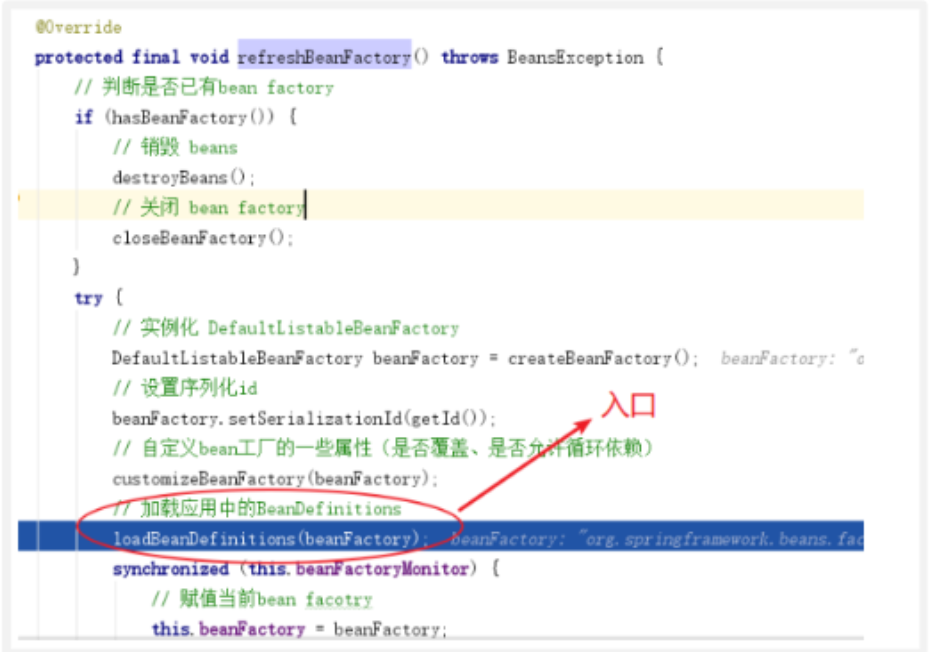 @Override
protected final void refreshBeanFactory() throws BeansException {
// 判断是否已有bean factory
if (hasBeanFactory()) {
// 销毁 beans
destroyBeans();
// 关闭 bean factory
closeBeanFactory();
}
try {
// 实例化 DefaultListableBeanFactory
DefaultListableBeanFactory beanFactory = createBeanFactory(); beanFactory: "o
// 设置序列化id
beanFactory.setSerializationId(getId());
入口
// 自定义bean工厂的一些属性（是否覆盖、是否允许循环依赖）
customizeBeanFactory(beanFactory);
// 加载应用中的BeanDefinitions
loadBeanDefinitions(beanFactory); beanFactory: "org.springframework.beans.fac
synchronized (this.beanFactoryMonitor) {
// 赋值当前bean facotry
this.beanFactory = beanFactory;